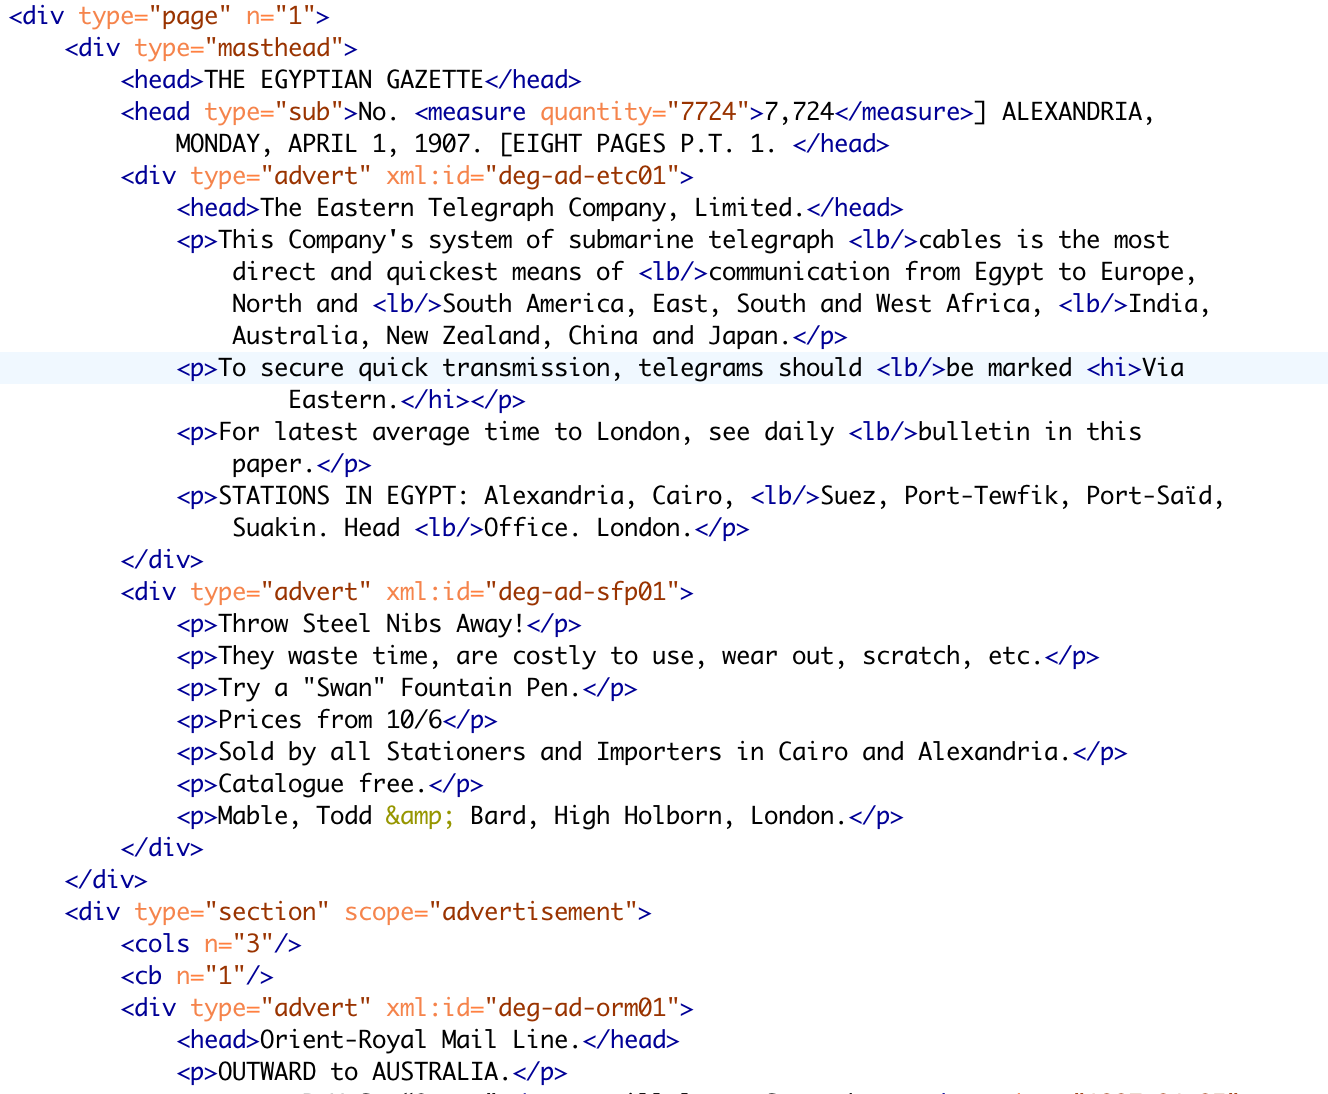 <div type="page" n="1">
<div type="masthead">
<head>THE EGYPTIAN GAZETTE</head>
<head type="sub">No. <measure quantity="7724">7,724</measure>] ALEXANDRIA,
MONDAY, APRIL 1, 1907. [EIGHT PAGES P.T. 1. </head>
<div type="advert" xml:id="deg-ad-etc01">
<head>The Eastern Telegraph Company, Limited.</head>
<p>This Company's system of submarine telegraph <lb/>cables is the most
direct and quickest means of <lb/>communication from Egypt to Europe,
North and <lb/>South America, East, South and West Africa, <lb/>India,
Australia, New Zealand, China and Japan.</p>
<p>To secure quick transmission, telegrams should <lb/>be marked <hi>Via
Eastern.</hi></p>
<p>For latest average time to London, see daily <lb/>bulletin in this
paper.</p>
<p>STATIONS IN EGYPT: Alexandria, Cairo, <lb/>Suez, Port-Tewfik, Port-Saïd,
Suakin. Head <lb/>Office. London.</p>
</div>
<div type="advert" xml:id="deg-ad-sfp01">
<p>Throw Steel Nibs Away!</p>
<p>They waste time, are costly to use, wear out, scratch, etc.</p>
<p>Try a "Swan" Fountain Pen.</p>
<p>Prices from 10/6</p>
<p>Sold by all Stationers and Importers in Cairo and Alexandria.</p>
<p>Catalogue free.</p>
<p>Mable, Todd &amp; Bard, High Holborn, London.</p>
</div>
</div>
<div type="section" scope="advertisement">
<cols n="3"/>
<cb n="1"/>
<div type="advert" xml:id="deg-ad-orm01">
<head>Orient-Royal Mail Line.</head>
<p>OUTWARD to AUSTRALIA.</p>